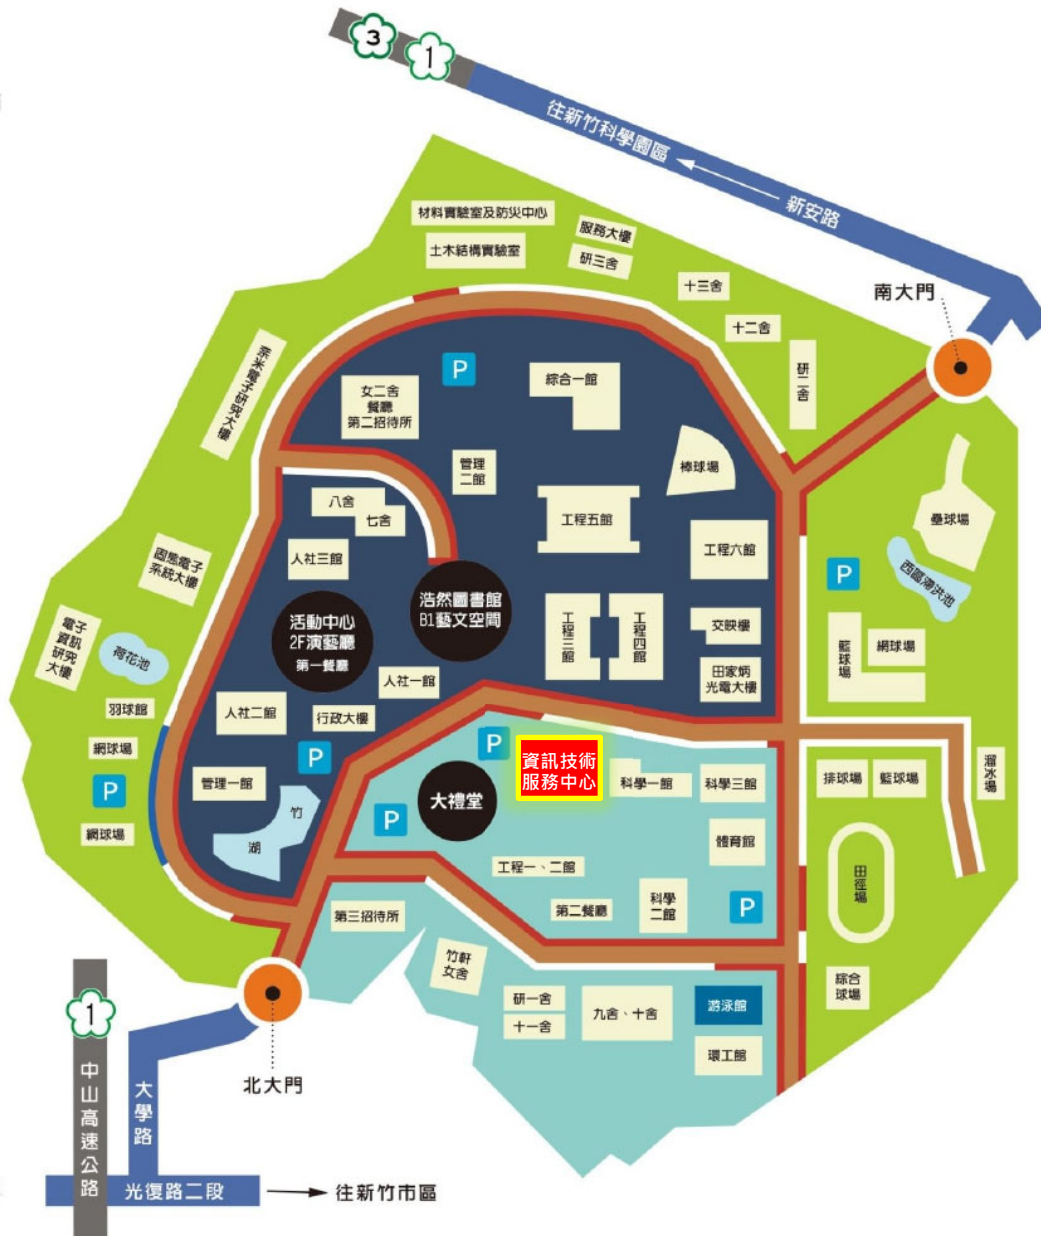 3
1
往新竹科學園區
新安路
南大門
材料實驗室及防災中心
土木結構實驗室
服務大樓
研三舍
十三舍
十二舍
研二舍
奈米電子研究大樓
P
女二舍
餐廳
第二招待所
綜合一館
管理
二館
棒球場
八舍
七舍
工程五館
工程六館
壘球場
西區滯洪池
P
固態電子
系統大樓
人社三館
浩然圖書館
B1藝文空間
活動中心
2F演藝廳
第一餐廳
工程三館
工程四館
交映樓
田家炳
光電大樓
籃球場
網球場
電子
資訊
研究
大樓
荷花池
羽球館
網球場
P
網球場
人社一館
人社二館
行政大樓
P
管理一館
竹
湖
P
資訊技術
服務中心
大禮堂
P
科學一館
科學三館
體育館
排球場
籃球場
溜冰場
田徑場
工程一、二館
第二餐廳
科學
二館
P
第三招待所
竹軒
女舍
研一舍
十一舍
九舍、十舍
游泳館
環工館
綜合
球場
1
中山高速公路
大學路
北大門
光復路二段
往新竹市區